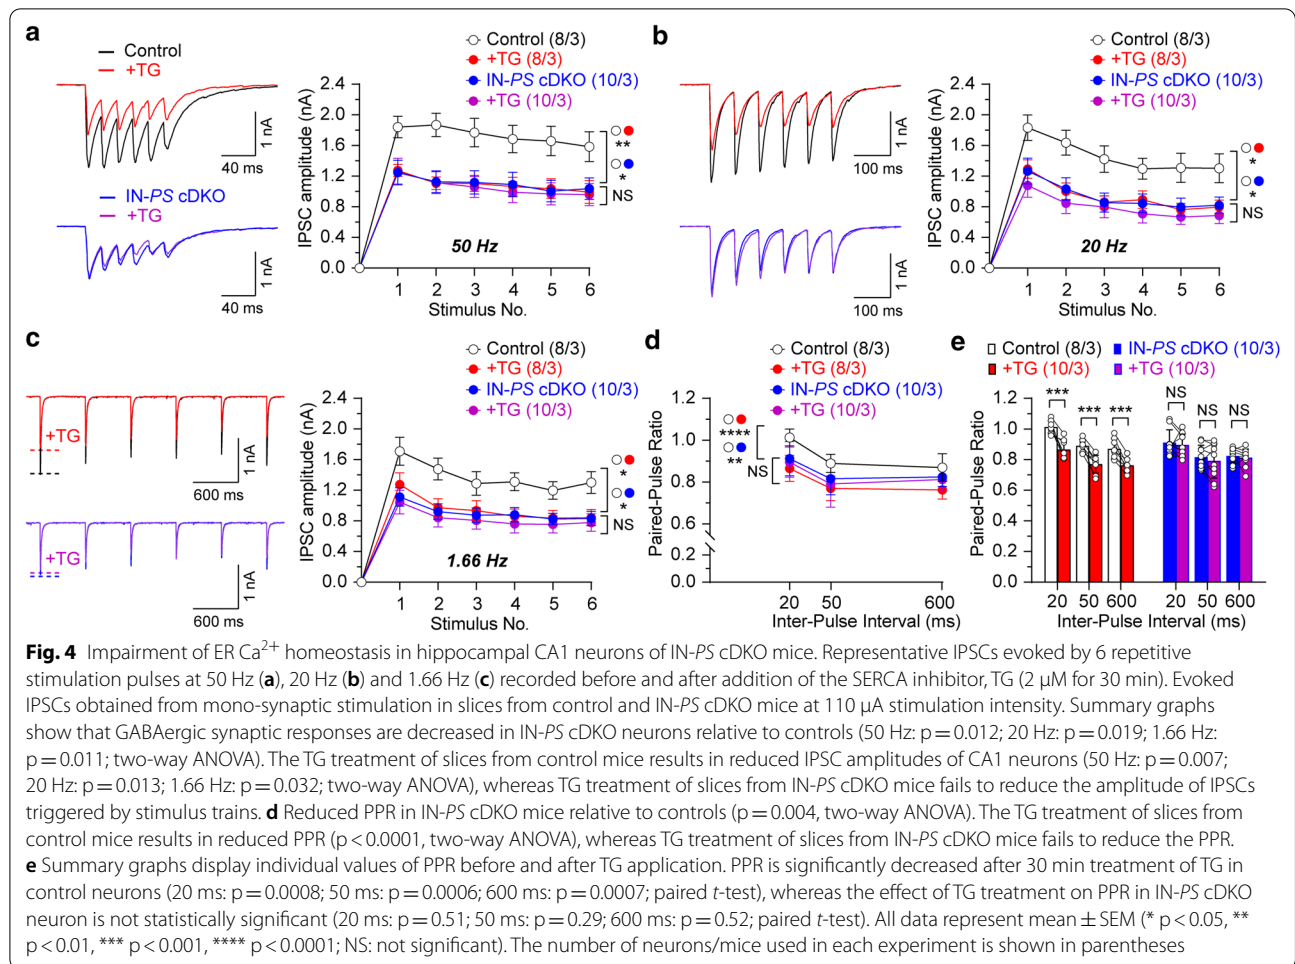 a
Control
+TG
1 nA
40 ms
IN-PS cDKO
+TG
1 nA
40 ms
Control (8/3)
+TG (8/3)
IN-PS cDKO (10/3)
+TG (10/3)
IPSC amplitude (nA)
2.4
2.0
1.6
1.2
0.8
0.4
0.0
**
*
NS
50 Hz
1 2 3 4 5 6
Stimulus No.
b
1 nA
100 ms
1 nA
100 ms
Control (8/3)
+TG (8/3)
IN-PS cDKO (10/3)
+TG (10/3)
IPSC amplitude (nA)
2.4
2.0
1.6
1.2
0.8
0.4
0.0
*
*
NS
20 Hz
1 2 3 4 5 6
Stimulus No.
c
+TG
1 nA
600 ms
+TG
1 nA
600 ms
Control (8/3)
+TG (8/3)
IN-PS cDKO (10/3)
+TG (10/3)
IPSC amplitude (nA)
2.4
2.0
1.6
1.2
0.8
0.4
0.0
*
*
NS
1.66 Hz
1 2 3 4 5 6
Stimulus No.
d
Control (8/3)
+TG (8/3)
IN-PS cDKO (10/3)
+TG (10/3)
Paired-Pulse Ratio
1.2
1.0
0.8
0.6
0.2
0.0
****
**
NS
20 50 600
Inter-Pulse Interval (ms)
e
Control (8/3) IN-PS cDKO (10/3)
+TG (10/3) +TG (10/3)
Paired-Pulse Ratio
1.2
1.0
0.8
0.6
0.4
0.2
0.0
*** *** *** NS NS NS
20 50 600 20 50 600
Inter-Pulse Interval (ms)
Fig. 4 Impairment of ER Ca2+ homeostasis in hippocampal CA1 neurons of IN-PS cDKO mice. Representative IPSCs evoked by 6 repetitive
stimulation pulses at 50 Hz (a), 20 Hz (b) and 1.66 Hz (c) recorded before and after addition of the SERCA inhibitor, TG (2 μM for 30 min). Evoked
IPSCs obtained from mono-synaptic stimulation in slices from control and IN-PS cDKO mice at 110 μA stimulation intensity. Summary graphs
show that GABAergic synaptic responses are decreased in IN-PS cDKO neurons relative to controls (50 Hz: p = 0.012; 20 Hz: p = 0.019; 1.66 Hz:
p = 0.011; two-way ANOVA). The TG treatment of slices from control mice results in reduced IPSC amplitudes of CA1 neurons (50 Hz: p = 0.007;
20 Hz: p = 0.013; 1.66 Hz: p = 0.032; two-way ANOVA), whereas TG treatment of slices from IN-PS cDKO mice fails to reduce the amplitude of IPSCs
triggered by stimulus trains. d Reduced PPR in IN-PS cDKO mice relative to controls (p = 0.004, two-way ANOVA). The TG treatment of slices from
control mice results in reduced PPR (p < 0.0001, two-way ANOVA), whereas TG treatment of slices from IN-PS cDKO mice fails to reduce the PPR.
e Summary graphs display individual values of PPR before and after TG application. PPR is significantly decreased after 30 min treatment of TG in
control neurons (20 ms: p = 0.0008; 50 ms: p = 0.0006; 600 ms: p = 0.0007; paired t-test), whereas the effect of TG treatment on PPR in IN-PS cDKO
neuron is not statistically significant (20 ms: p = 0.51; 50 ms: p = 0.29; 600 ms: p = 0.52; paired t-test). All data represent mean ± SEM (* p < 0.05, **
p < 0.01, *** p < 0.001, **** p < 0.0001; NS: not significant). The number of neurons/mice used in each experiment is shown in parentheses